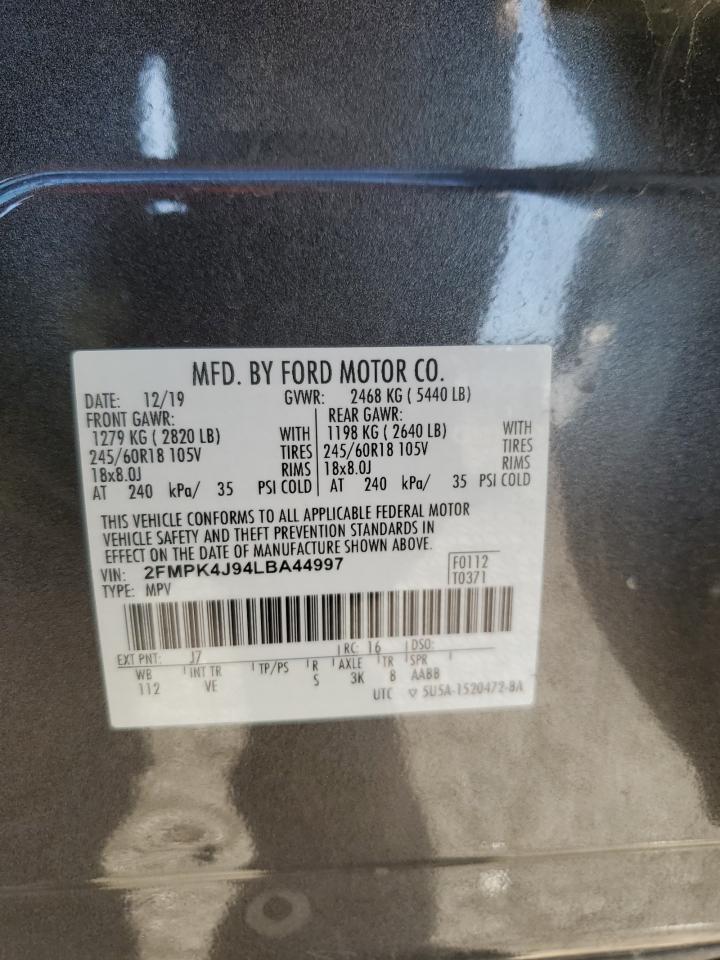 MFD. BY FORD MOTOR CO.
DATE: 12/19 GVWR: 2468 KG ( 5440 LB)
FRONT GAWR: REAR GAWR:
1279 KG ( 2820 LB) WITH 1198 KG ( 2640 LB) WITH
245/60R18 105V TIRES 245/60R18 105V TIRES
18x8.0J RIMS 18x8.0J RIMS
AT 240 kPa/ 35 PSI COLD AT 240 kPa/ 35 PSI COLD
THIS VEHICLE CONFORMS TO ALL APPLICABLE FEDERAL MOTOR
VEHICLE SAFETY AND THEFT PREVENTION STANDARDS IN
EFFECT ON THE DATE OF MANUFACTURE SHOWN ABOVE.
VIN: 2FMPK4J94LBA44997 F0112
TYPE: MPV T0371
EXT PNT: J7 RC: 16 DSO:
WB INT TR TP/PS R AXLE TR SPR
112 VE S 3K 8 AABB
UTC ▽ 5U5A-1520472-BA